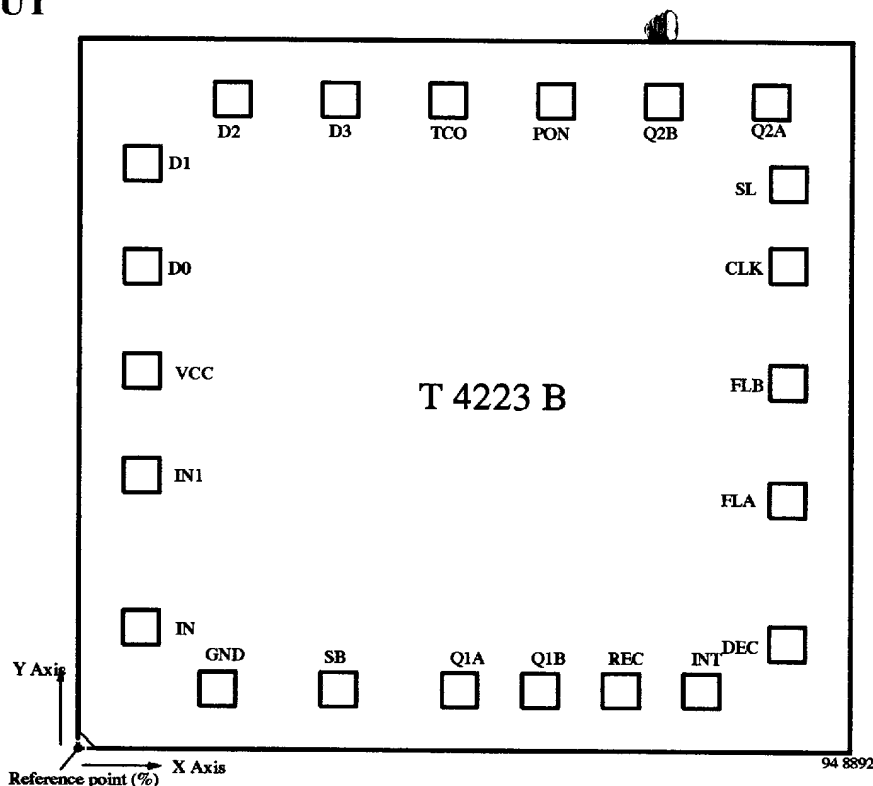 D2 D3 TCO PON Q2B Q2A
D1
SL
D0
CLK
VCC
T 4223 B
FLB
IN1
FLA
IN
GND SB Q1A Q1B REC INT DEC
Y Axis
X Axis
94 8892
Reference point (%)